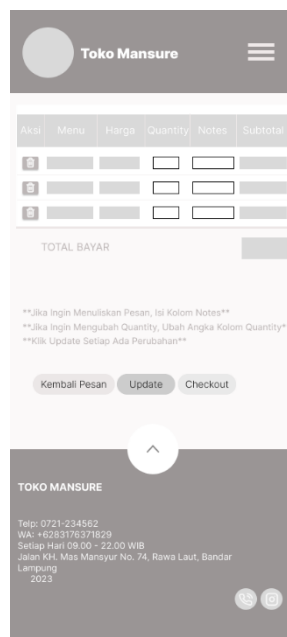 Toko Mansure
Aksi Menu Harga Quantity Notes Subtotal
TOTAL BAYAR
**Jika Ingin Menuliskan Pesan, Isi Kolom Notes**
**Jika Ingin Mengubah Quantity, Ubah Angka Kolom Quantity*
**Klik Update Setiap Ada Perubahan**
Kembali Pesan Update Checkout
TOKO MANSURE
Telp: 0721-234562
WA: +6283176371829
Setiap Hari 09.00 - 22.00 WIB
Jalan KH. Mas Mansyur No. 74, Rawa Laut, Bandar
Lampung
2023